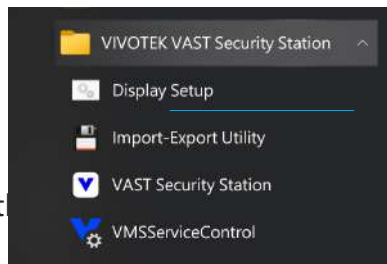 VIVOTEK VAST Security Station
Display Setup
Import-Export Utility
VAST Security Station
VMSServiceControl